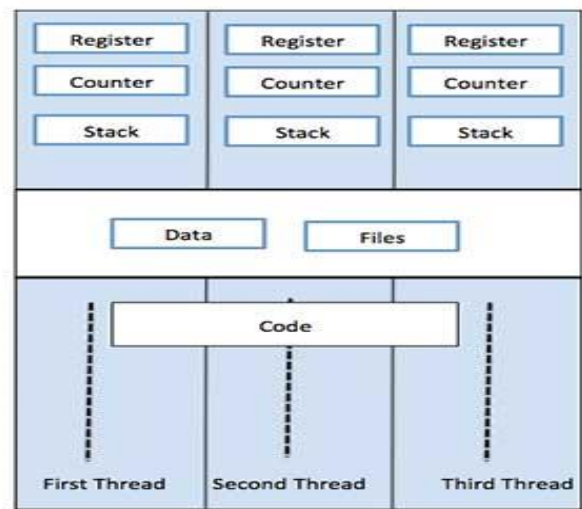 Register Register Register
Counter Counter Counter
Stack Stack Stack
Data Files
Code
First Thread Second Thread Third Thread